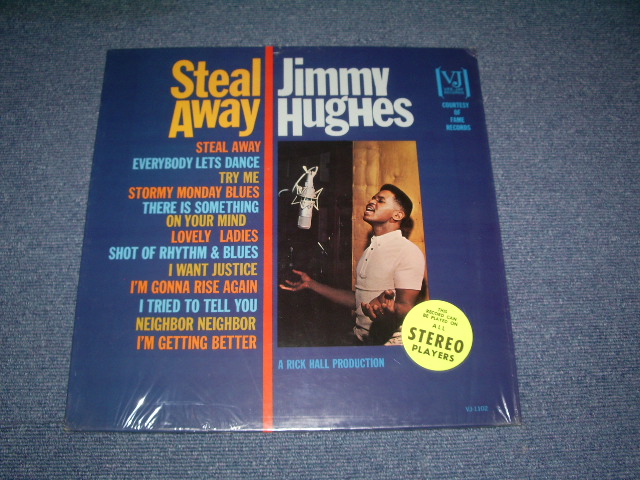 Steal
Away
Jimmy
Hughes
STEAL AWAY
EVERYBODY LETS DANCE
TRY ME
STORMY MONDAY BLUES
THERE IS SOMETHING
ON YOUR MIND
LOVELY LADIES
SHOT OF RHYTHM & BLUES
I WANT JUSTICE
I'M GONNA RISE AGAIN
I TRIED TO TELL YOU
NEIGHBOR NEIGHBOR
I'M GETTING BETTER
VJ
COURTESY
OF
FAME
RECORDS
THIS
RECORD CAN
BE PLAYED ON
ALL
STEREO
PLAYERS
A RICK HALL PRODUCTION
VJ-1102